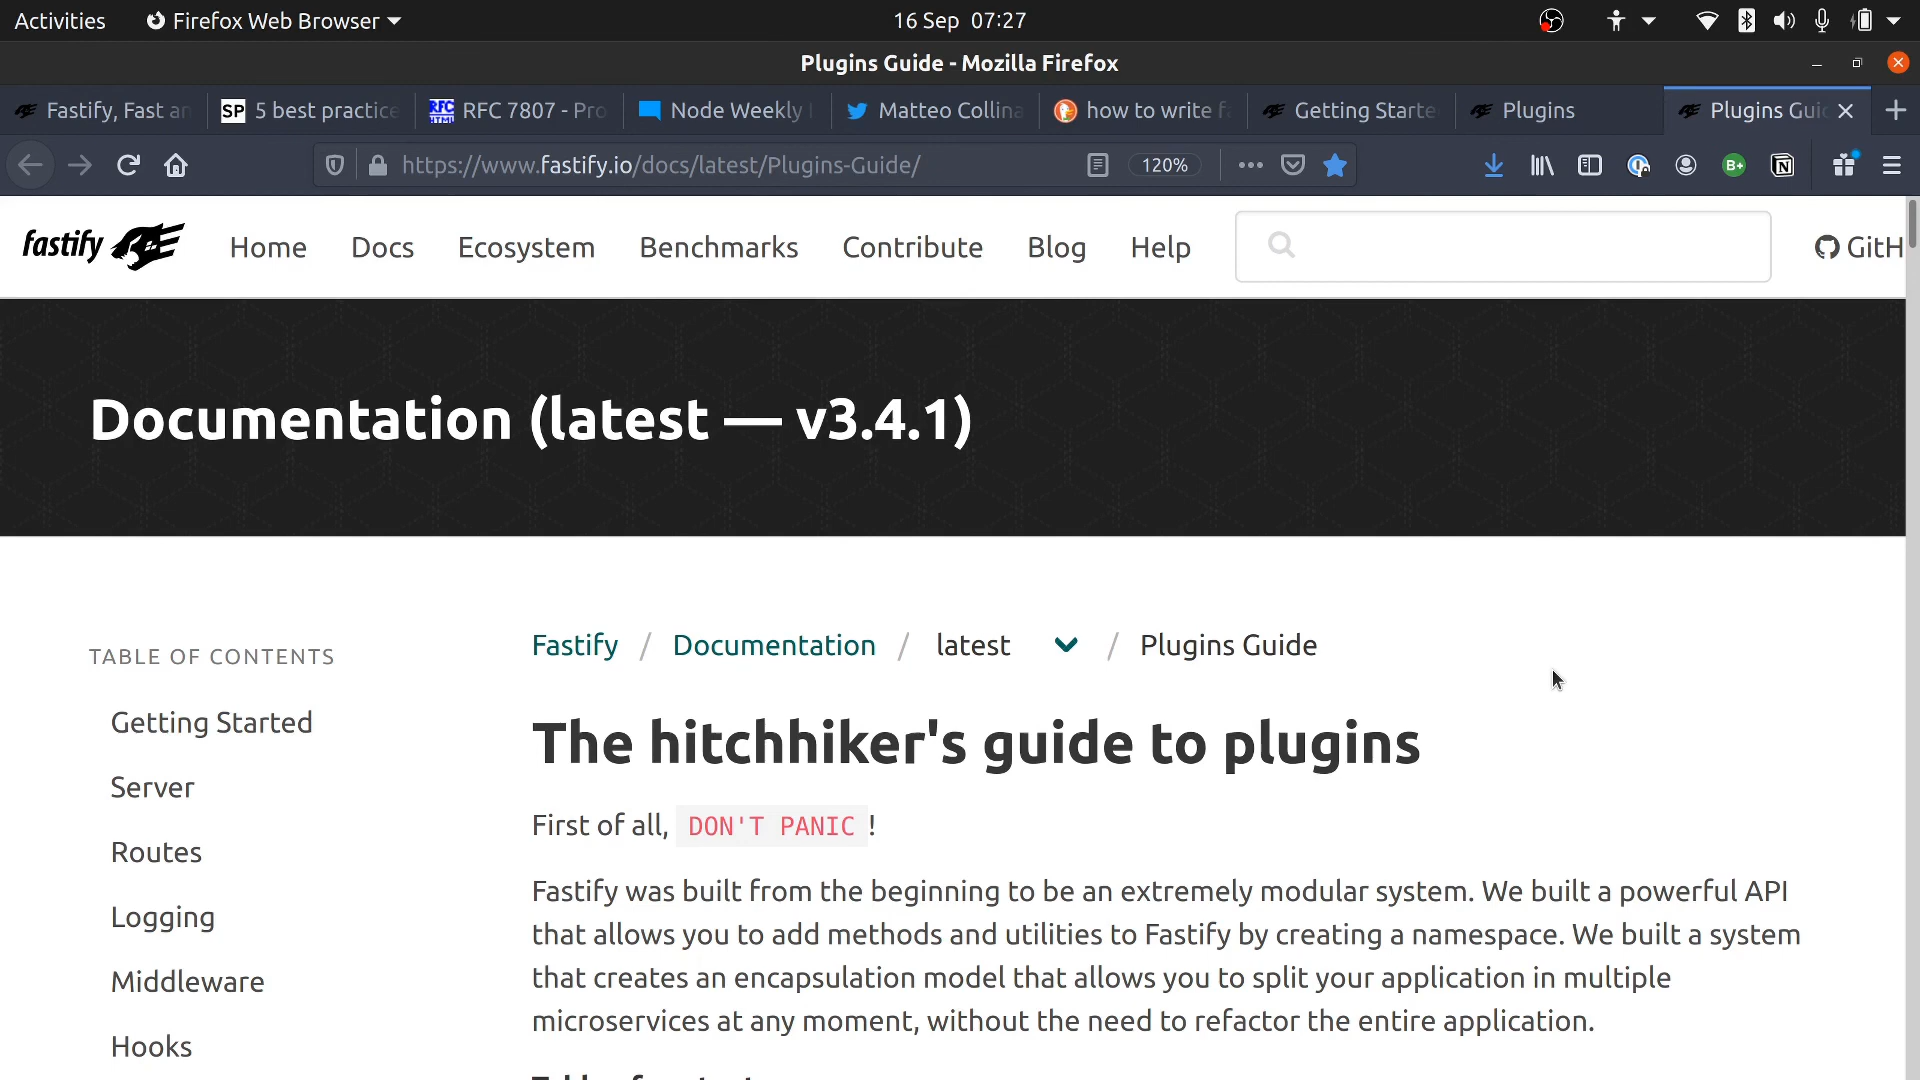 Activities Firefox Web Browser 16 Sep 07:27
Plugins Guide - Mozilla Firefox
Fastify, Fast an SP 5 best practice RFC HTML RFC 7807 - Pro Node Weekly Matteo Collina how to write f Getting Starte Plugins Plugins Gui
https://www.fastify.io/docs/latest/Plugins-Guide/ 120% B+ N
fastify Home Docs Ecosystem Benchmarks Contribute Blog Help GitH
Documentation (latest — v3.4.1)
Fastify / Documentation / latest / Plugins Guide
TABLE OF CONTENTS
Getting Started
Server
Routes
Logging
Middleware
Hooks
The hitchhiker's guide to plugins
First of all, DON'T PANIC !
Fastify was built from the beginning to be an extremely modular system. We built a powerful API
that allows you to add methods and utilities to Fastify by creating a namespace. We built a system
that creates an encapsulation model that allows you to split your application in multiple
microservices at any moment, without the need to refactor the entire application.